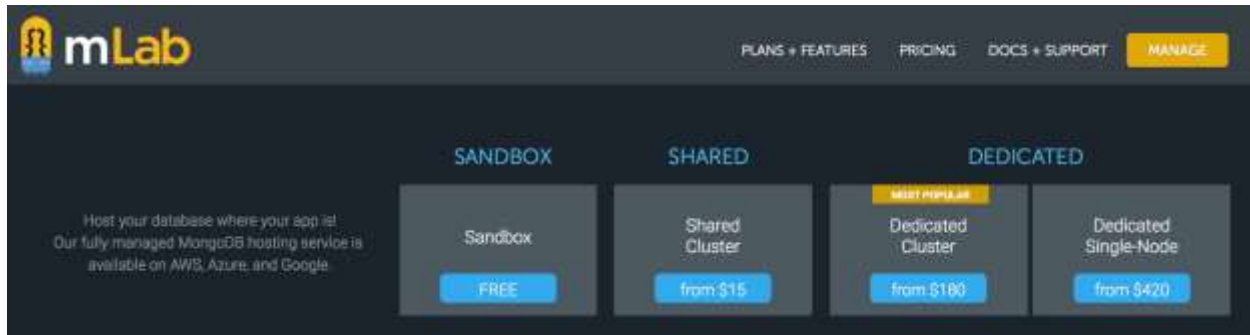 mLab
PLANS + FEATURES PRICING DOCS + SUPPORT MANAGE
SANDBOX SHARED DEDICATED
MOST POPULAR
Host your database where your app is!
Our fully managed MongoDB hosting service is
available on AWS, Azure, and Google
Sandbox
FREE
Shared
Cluster
from $15
Dedicated
Cluster
from $180
Dedicated
Single-Node
from $420